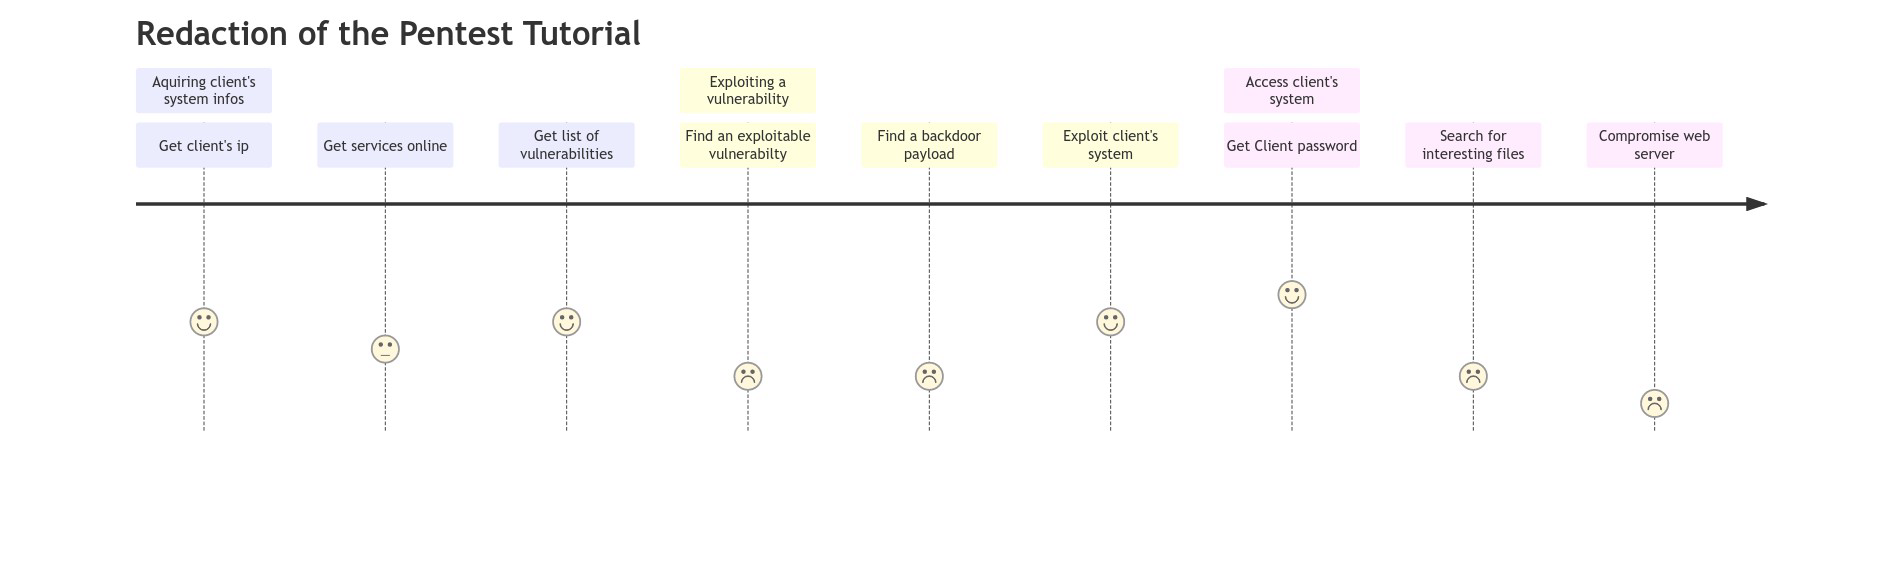 Redaction of the Pentest Tutorial
Aquiring client's
system infos
Exploiting a
vulnerability
Access client's
system
Get client's ip
Get services online
Get list of
vulnerabilities
Find an exploitable
vulnerabilty
Find a backdoor
payload
Exploit client's
system
Get Client password
Search for
interesting files
Compromise web
server